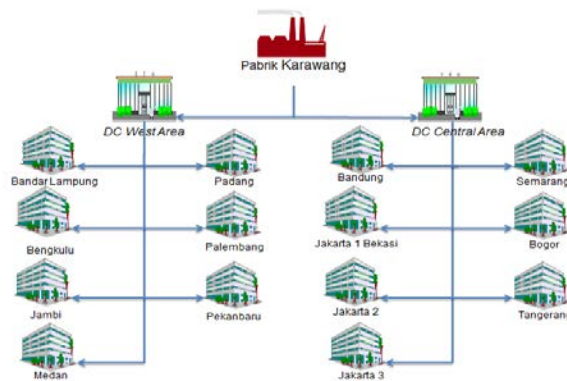 Pabrik Karawang
DC West Area
DC Central Area
Bandar Lampung
Padang
Bandung
Semarang
Bengkulu
Palembang
Jakarta 1 Bekasi
Bogor
Jambi
Pekanbaru
Jakarta 2
Tangerang
Medan
Jakarta 3